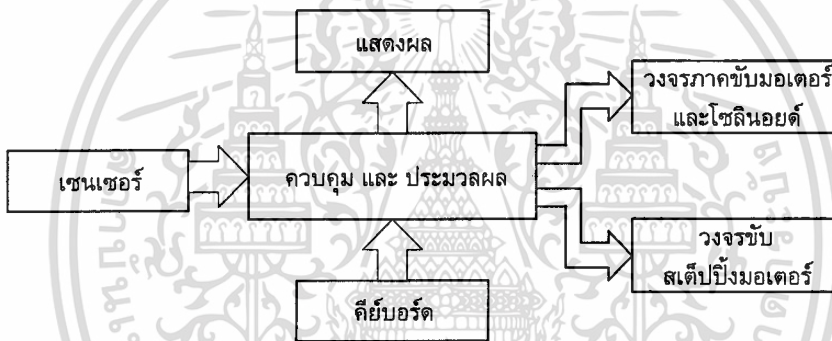 แสดงผล
วงจรภาคขับมอเตอร์
และโซลินอยด์
เซนเซอร์
ควบคุม และ ประมวลผล
วงจรขับ
สเต็ปปิ้งมอเตอร์
คีย์บอร์ด